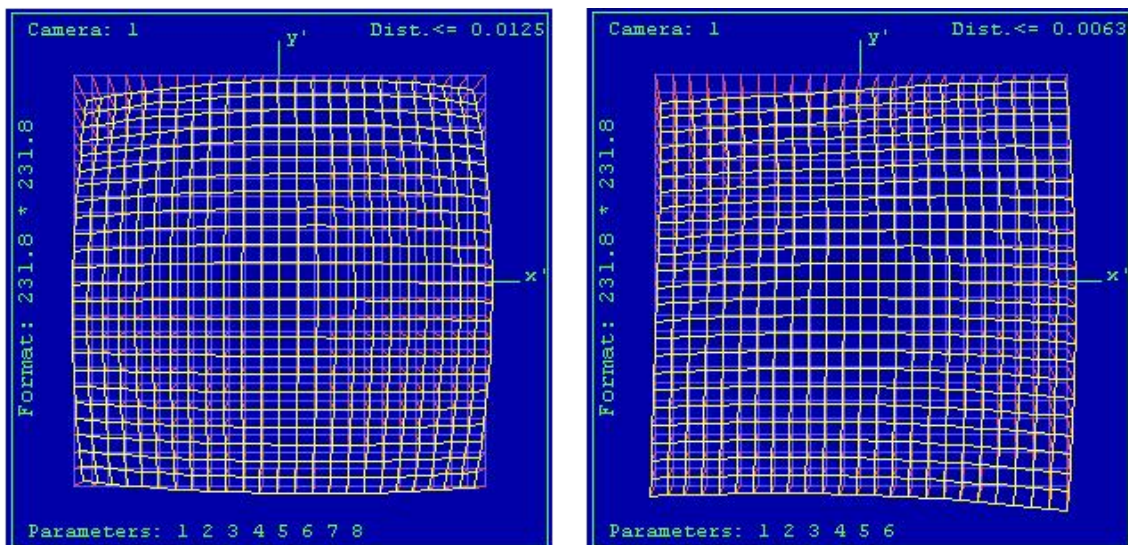 Camera: 1 Dist.<= 0.0125
y'
x'
Format: 231.8 * 231.8
Parameters: 1 2 3 4 5 6 7 8
Camera: 1 Dist.<= 0.0063
y'
x'
Format: 231.8 * 231.8
Parameters: 1 2 3 4 5 6